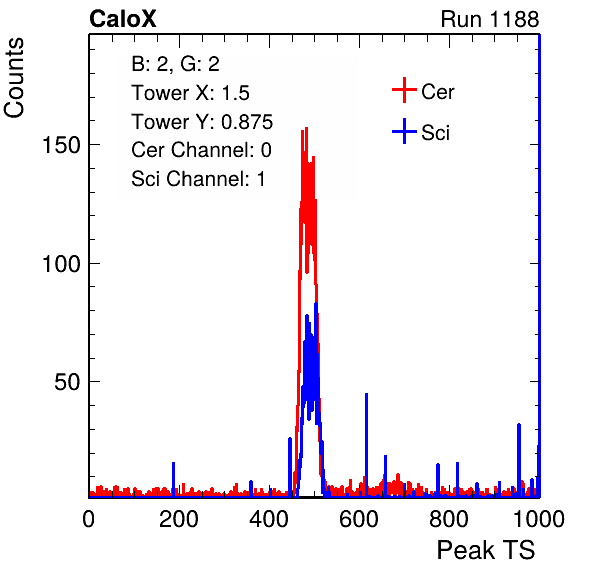 CaloX Run 1188
Counts
B: 2, G: 2
Tower X: 1.5
Tower Y: 0.875
Cer Channel: 0
Sci Channel: 1
Cer
Sci
150
100
50
0 200 400 600 800 1000
Peak TS